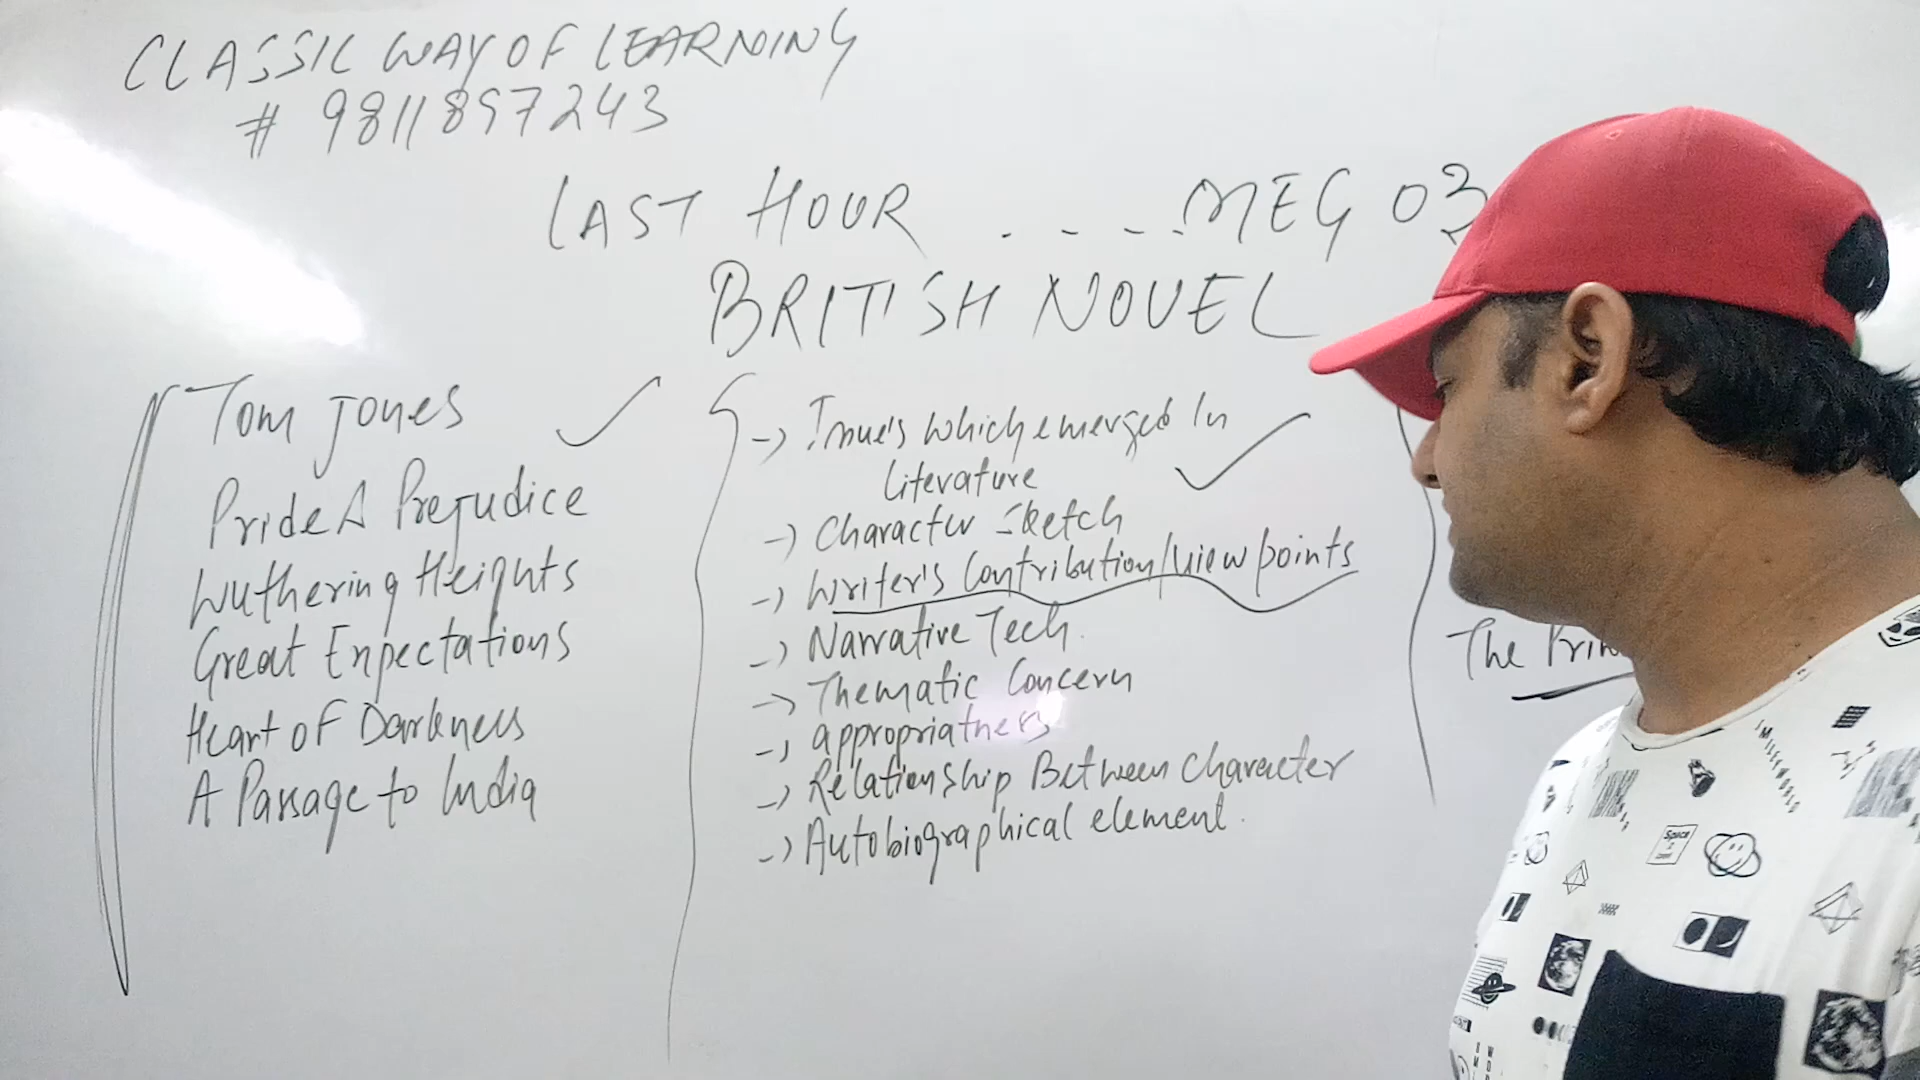 CLASSIC WAY OF LEARNING
# 9811897243
LAST HOUR . - - - . MEG 03
BRITISH NOVEL
Tom Jones
Pride & Prejudice
Wuthering Heights
Great Expectations
Heart of Darkness
A Passage to India
-> Issue's which emerged In
literature
-> Character Sketch
-> Writer's Contribution/View points
-> Narrative Tech.
-> Thematic Concern
-> appropriatness
-> Relationship Between Character
-> Autobiographical element.
The
Space